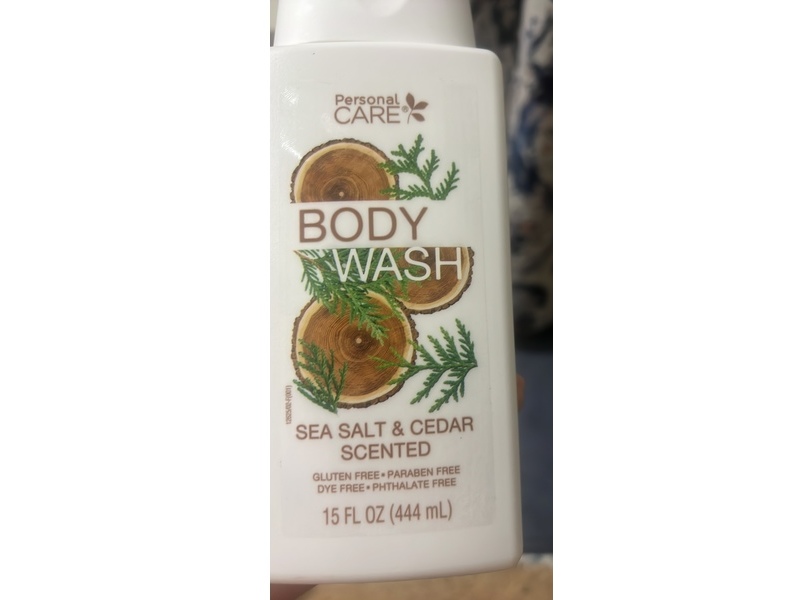 Personal
CARE®
BODY
WASH
SEA SALT & CEDAR
SCENTED
GLUTEN FREE • PARABEN FREE
DYE FREE • PHTHALATE FREE
15 FL OZ (444 mL)